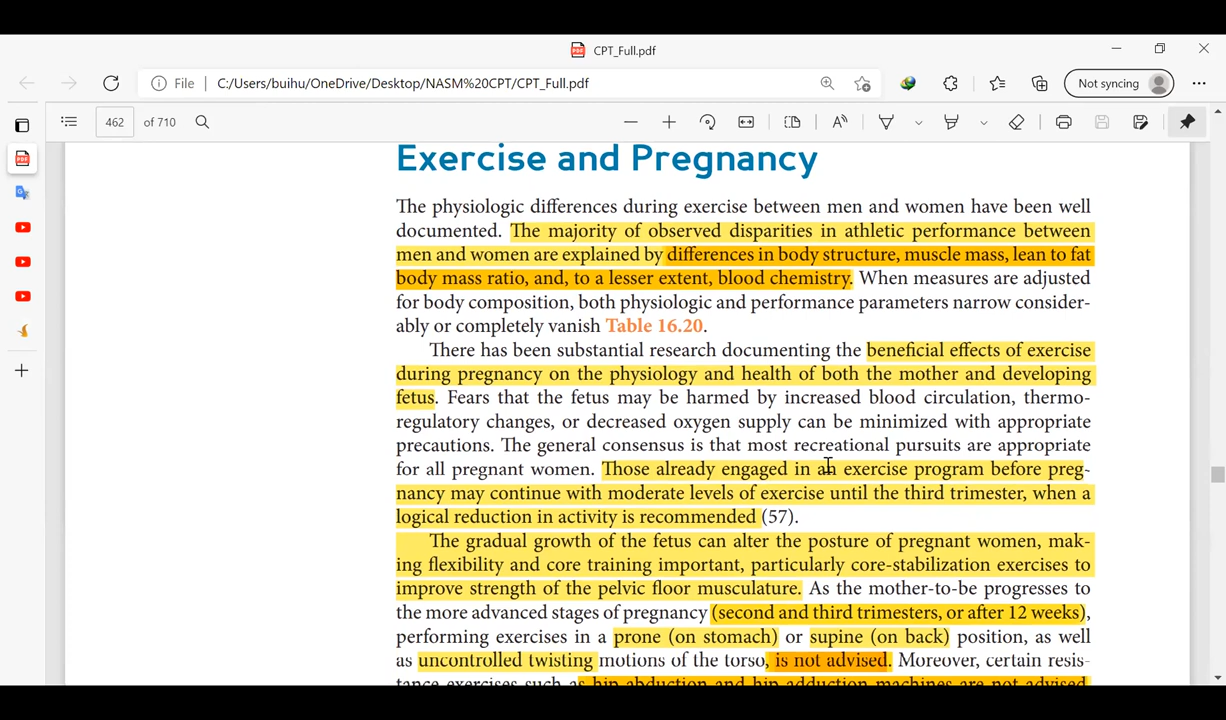 CPT_Full.pdf
File C:/Users/buihu/OneDrive/Desktop/NASM%20CPT/CPT_Full.pdf
Not syncing
462 of 710
Exercise and Pregnancy
The physiologic differences during exercise between men and women have been well
documented. The majority of observed disparities in athletic performance between
men and women are explained by differences in body structure, muscle mass, lean to fat
body mass ratio, and, to a lesser extent, blood chemistry. When measures are adjusted
for body composition, both physiologic and performance parameters narrow consider-
ably or completely vanish Table 16.20.
There has been substantial research documenting the beneficial effects of exercise
during pregnancy on the physiology and health of both the mother and developing
fetus. Fears that the fetus may be harmed by increased blood circulation, thermo-
regulatory changes, or decreased oxygen supply can be minimized with appropriate
precautions. The general consensus is that most recreational pursuits are appropriate
for all pregnant women. Those already engaged in an exercise program before preg-
nancy may continue with moderate levels of exercise until the third trimester, when a
logical reduction in activity is recommended (57).
The gradual growth of the fetus can alter the posture of pregnant women, mak-
ing flexibility and core training important, particularly core-stabilization exercises to
improve strength of the pelvic floor musculature. As the mother-to-be progresses to
the more advanced stages of pregnancy (second and third trimesters, or after 12 weeks),
performing exercises in a prone (on stomach) or supine (on back) position, as well
as uncontrolled twisting motions of the torso, is not advised. Moreover, certain resis-
tance exercises such as hip abduction and hip adduction machines are not advised